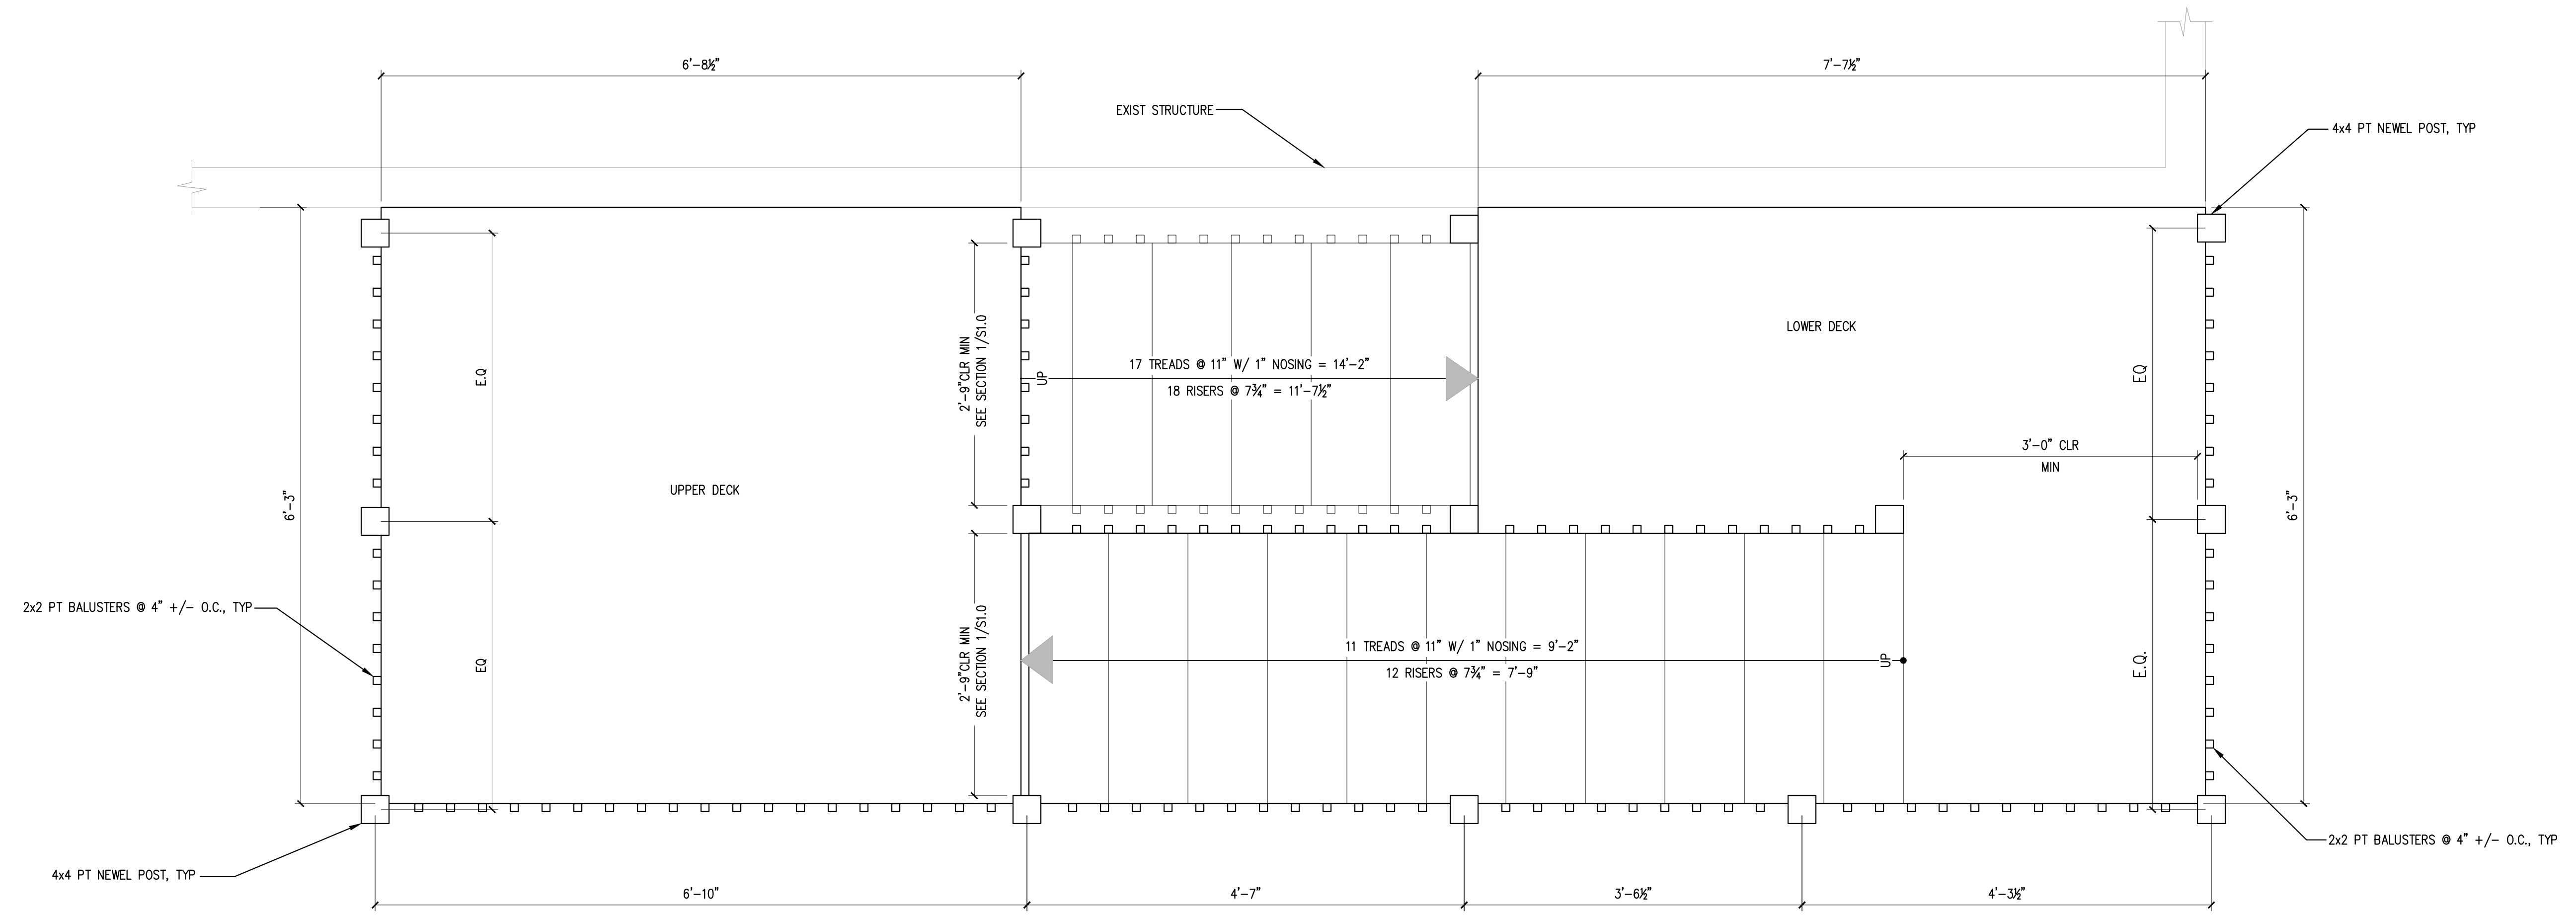 6'-8½"
7'-7½"
EXIST STRUCTURE
4x4 PT NEWEL POST, TYP
LOWER DECK
17 TREADS @ 11" W/ 1" NOSING = 14'-2"
18 RISERS @ 7¾" = 11'-7½"
UP
2'-9"CLR MIN
SEE SECTION 1/S1.0
E.Q
EQ
3'-0" CLR
MIN
UPPER DECK
6'-3"
6'-3"
2x2 PT BALUSTERS @ 4" +/- O.C., TYP
2'-9"CLR MIN
SEE SECTION 1/S1.0
11 TREADS @ 11" W/ 1" NOSING = 9'-2"
12 RISERS @ 7¾" = 7'-9"
UP
EQ
E.Q.
2x2 PT BALUSTERS @ 4" +/- O.C., TYP
4x4 PT NEWEL POST, TYP
6'-10"
4'-7"
3'-6½"
4'-3½"